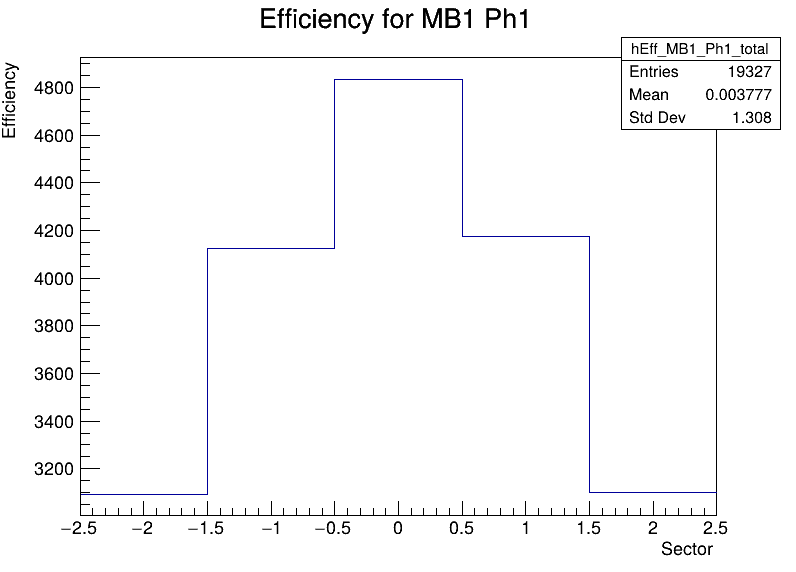 Efficiency for MB1 Ph1
hEff_MB1_Ph1_total
Entries 19327
Mean 0.003777
Std Dev 1.308
Efficiency
4800
4600
4400
4200
4000
3800
3600
3400
3200
−2.5 −2 −1.5 −1 −0.5 0 0.5 1 1.5 2 2.5
Sector